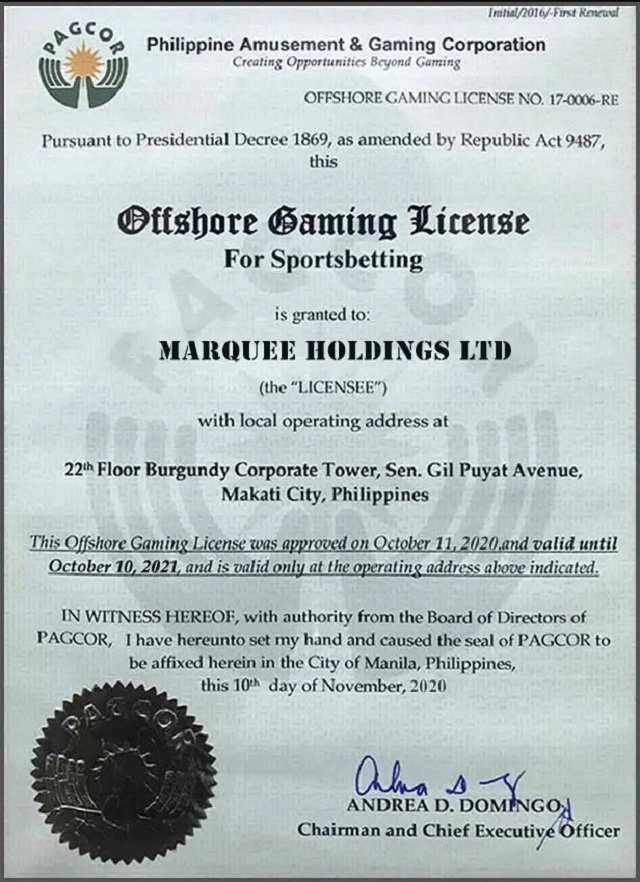 Initial/2016/-First Renewal
PAGCOR
Philippine Amusement & Gaming Corporation
Creating Opportunities Beyond Gaming
OFFSHORE GAMING LICENSE NO. 17-0006-RE
Pursuant to Presidential Decree 1869, as amended by Republic Act 9487,
this
Offshore Gaming License
For Sportsbetting
is granted to:
MARQUEE HOLDINGS LTD
(the “LICENSEE”)
with local operating address at
22th Floor Burgundy Corporate Tower, Sen. Gil Puyat Avenue,
Makati City, Philippines
This Offshore Gaming License was approved on October 11, 2020,and valid until
October 10, 2021, and is valid only at the operating address above indicated.
IN WITNESS HEREOF, with authority from the Board of Directors of
PAGCOR, I have hereunto set my hand and caused the seal of PAGCOR to
be affixed herein in the City of Manila, Philippines,
this 10th day of November, 2020
PAGCOR
ANDREA D. DOMINGO
Chairman and Chief Executive Officer